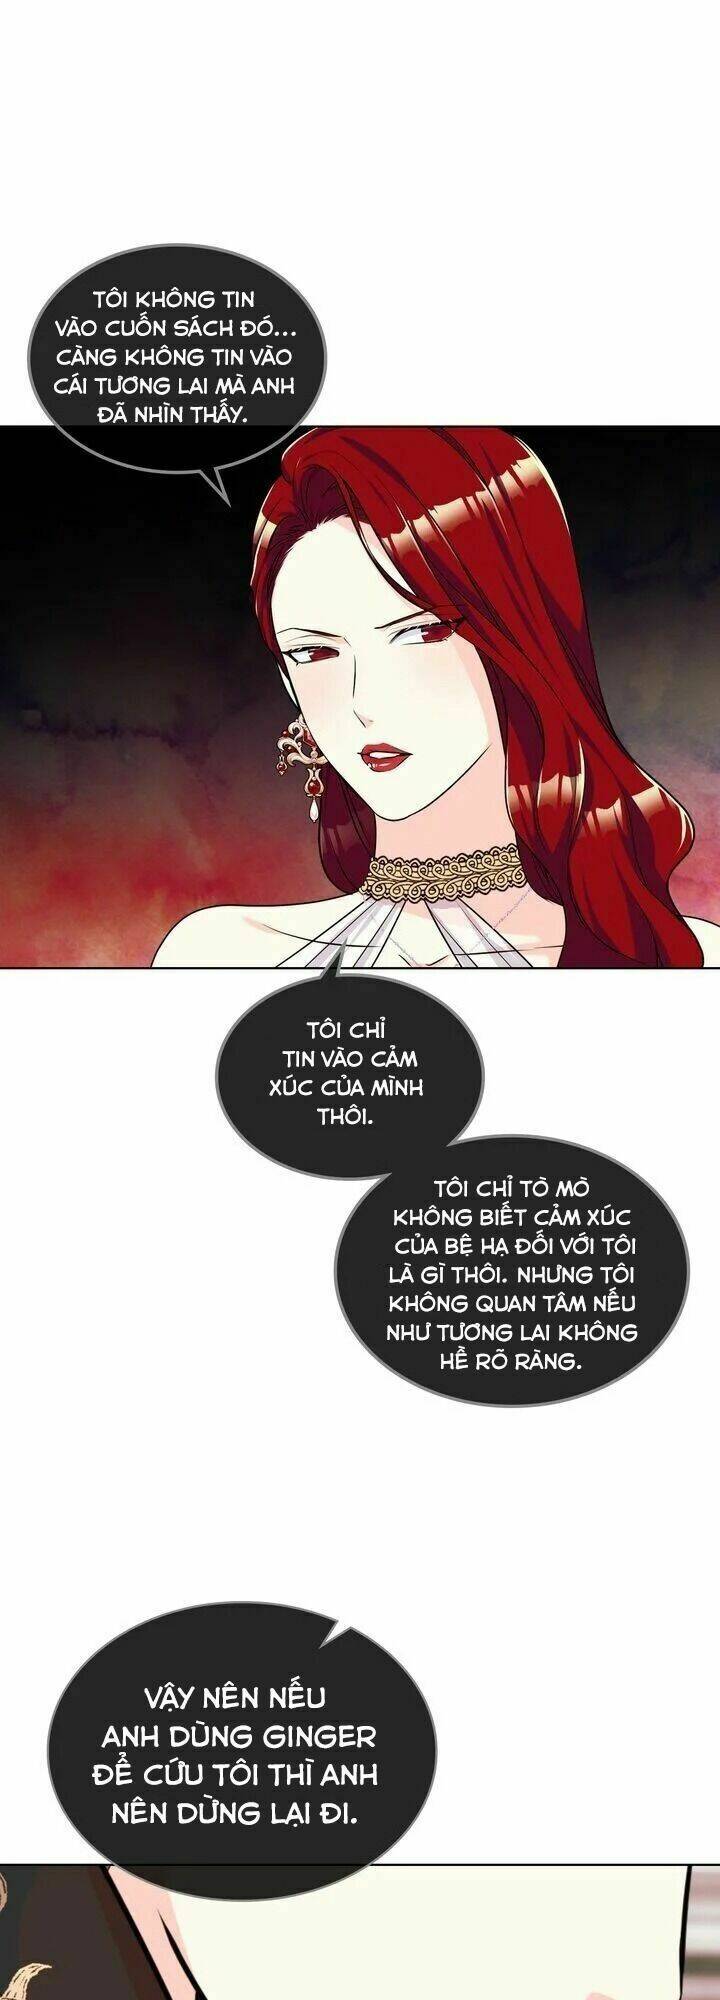 TÔI KHÔNG TIN
VÀO CUỐN SÁCH ĐÓ...
CÀNG KHÔNG TIN VÀO
CÁI TƯƠNG LAI MÀ ANH
ĐÃ NHÌN THẤY.
TÔI CHỈ
TIN VÀO CẢM
XÚC CỦA MÌNH
THÔI.
TÔI CHỈ TÒ MÒ
KHÔNG BIẾT CẢM XÚC
CỦA BỆ HẠ ĐỐI VỚI TÔI
LÀ GÌ THÔI. NHƯNG TÔI
KHÔNG QUAN TÂM NẾU
NHƯ TƯƠNG LAI KHÔNG
HỀ RÕ RÀNG.
VẬY NÊN NẾU
ANH DÙNG GINGER
ĐỂ CỨU TÔI THÌ ANH
NÊN DỪNG LẠI ĐI.